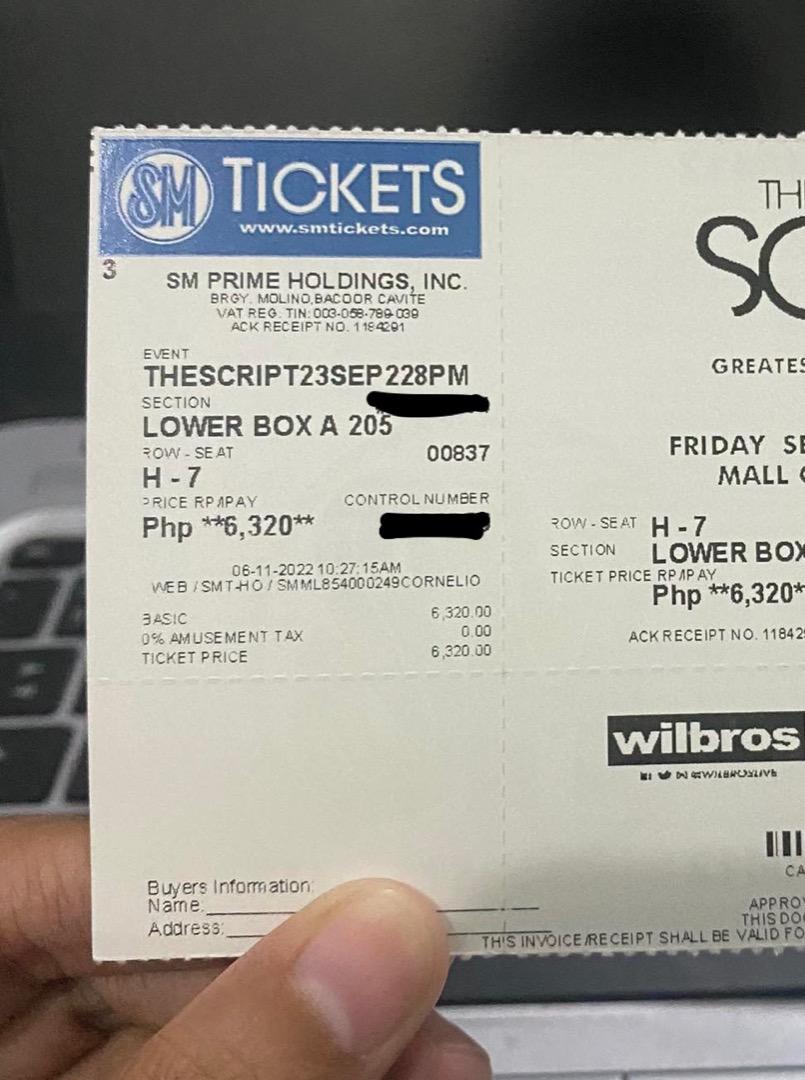 SM TICKETS
www.smtickets.com
3
SM PRIME HOLDINGS, INC.
BRGY. MOLINO,BACOOR CAVITE
VAT REG. TIN: 003-058-789-039
ACK RECEIPT NO. 1184291
EVENT
THESCRIPT23SEP228PM
SECTION
LOWER BOX A 205
ROW - SEAT
00837
H - 7
PRICE RPAPAY
CONTROL NUMBER
Php **6,320**
06-11-2022 10:27:15AM
WEB / SMT-HO / SMML854000249CORNELIO
BASIC 6,320.00
0% AMUSEMENT TAX 0.00
TICKET PRICE 6,320.00
Buyers Information:
Name:
Address:
TH
SC
GREATES
FRIDAY SE
MALL
ROW - SEAT H - 7
SECTION LOWER BOX
TICKET PRICE RPAPAY
Php **6,320*
ACK RECEIPT NO. 11842
wilbros
@WILBROSLIVE
CA
APPRO
THIS DO
THIS INVOICE/RECEIPT SHALL BE VALID FO